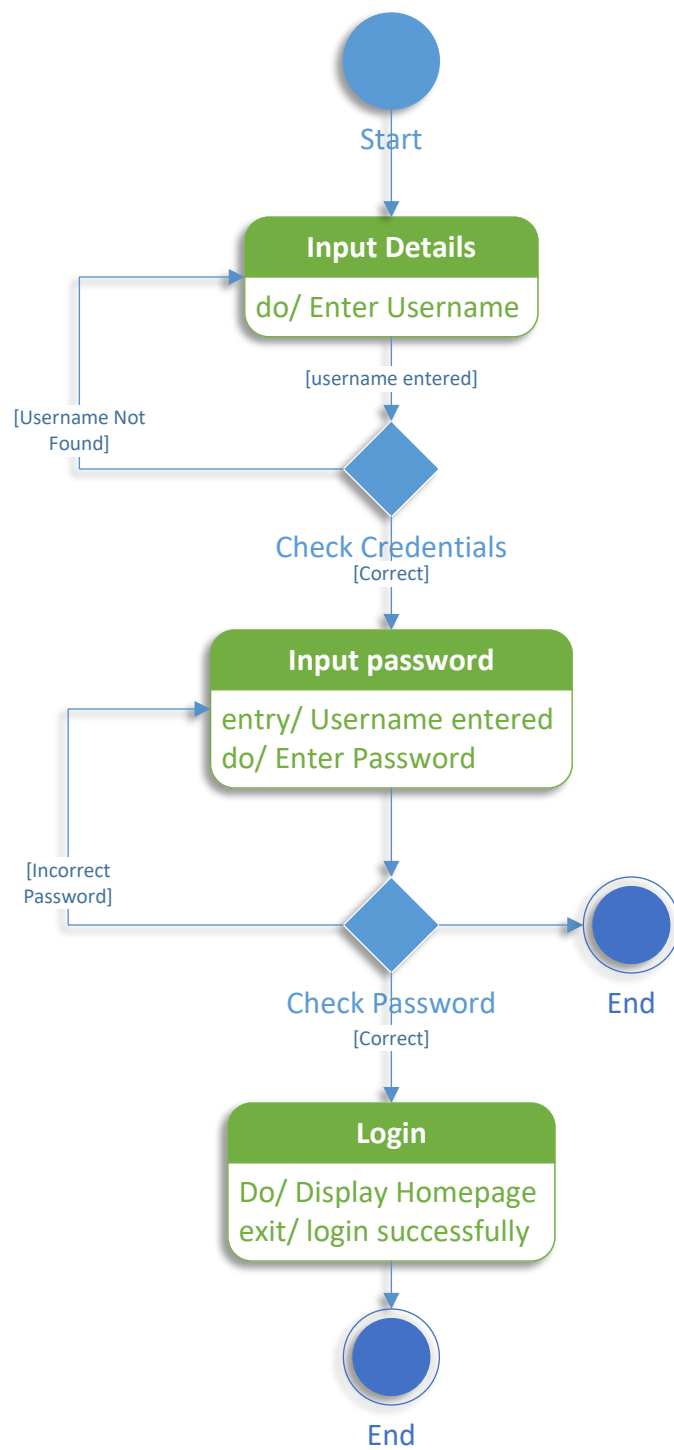 Start
Input Details
do/ Enter Username
[username entered]
[Username Not
Found]
Check Credentials
[Correct]
Input password
entry/ Username entered
do/ Enter Password
[Incorrect
Password]
Check Password
End
[Correct]
Login
Do/ Display Homepage
exit/ login successfully
End